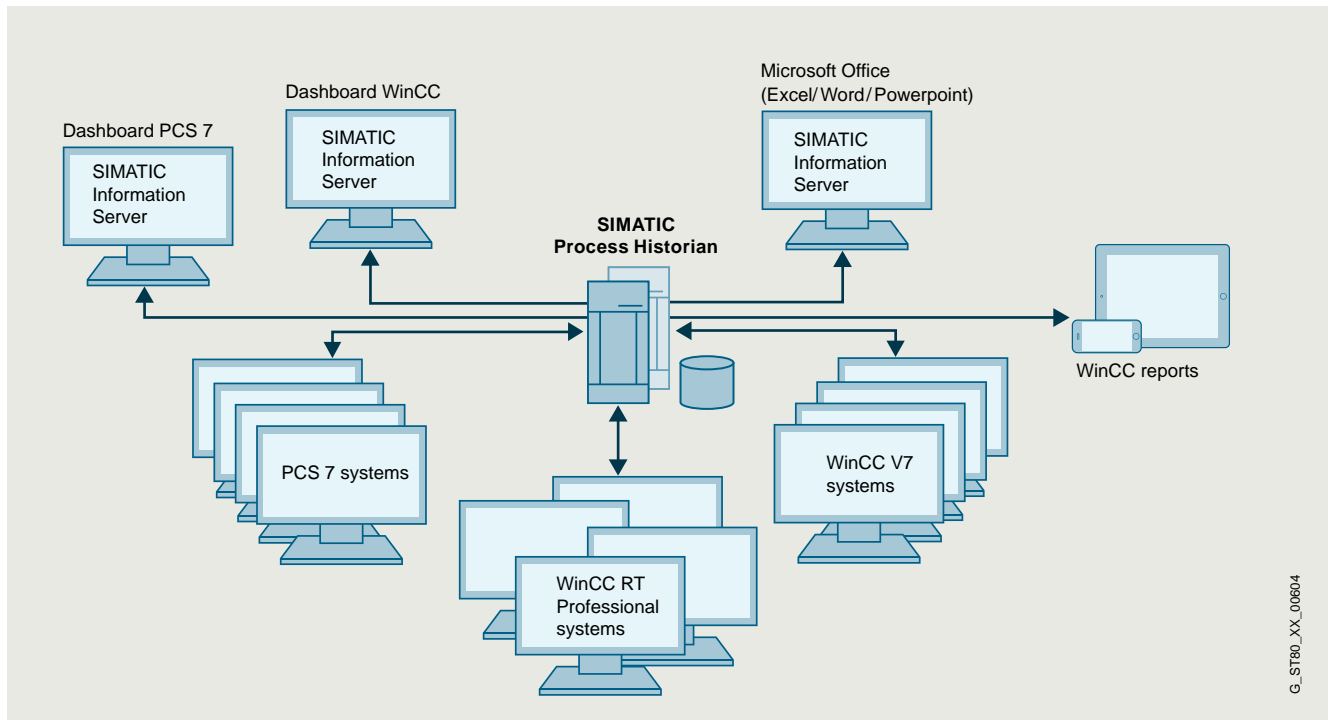 Dashboard PCS 7
SIMATIC
Information
Server
Dashboard WinCC
SIMATIC
Information
Server
Microsoft Office
(Excel/Word/Powerpoint)
SIMATIC
Information
Server
SIMATIC
Process Historian
WinCC reports
PCS 7 systems
WinCC RT
Professional
systems
WinCC V7
systems
G_ST80_XX_00604